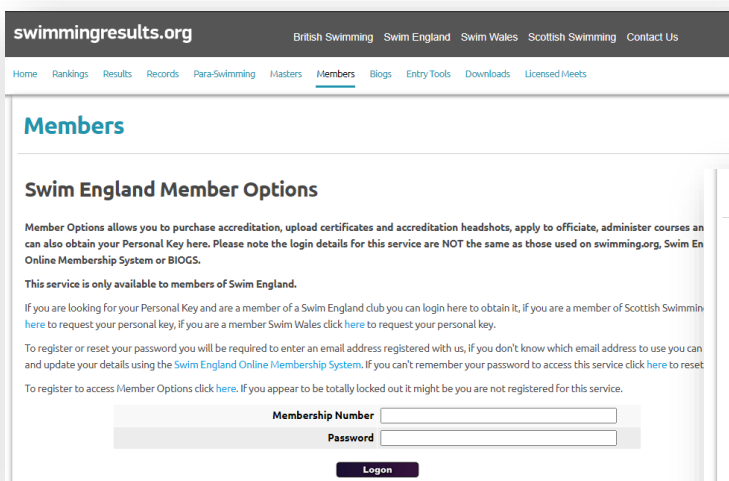 swimmingresults.org
British Swimming Swim England Swim Wales Scottish Swimming Contact Us
Home Rankings Results Records Para-Swimming Masters Members Biogs Entry Tools Downloads Licensed Meets
Members
Swim England Member Options
Member Options allows you to purchase accreditation, upload certificates and accreditation headshots, apply to officiate, administer courses
can also obtain your Personal Key here. Please note the login details for this service are NOT the same as those used on swimming.org, Swim
Online Membership System or BIOGS.
This service is only available to members of Swim England.
If you are looking for your Personal Key and are a member of a Swim England club you can login here to obtain it, if you are a member of Scottish
here to request your personal key, if you are a member Swim Wales click here to request your personal key.
To register or reset your password you will be required to enter an email address registered with us, if you don't know which email address to use you can
and update your details using the Swim England Online Membership System. If you can't remember your password to access this service click here to reset
To register to access Member Options click here. If you appear to be totally locked out it might be you are not registered for this service.
Membership Number
Password
Logon